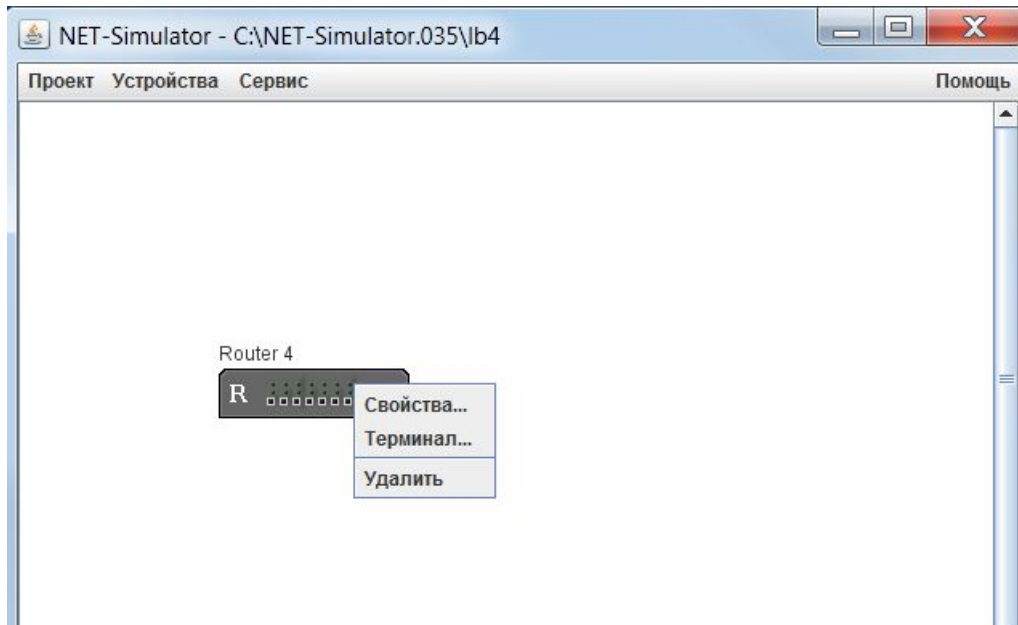 NET-Simulator - C:\NET-Simulator.035\lb4
Проект Устройства Сервис Помощь
Router 4
R
Свойства...
Терминал...
Удалить